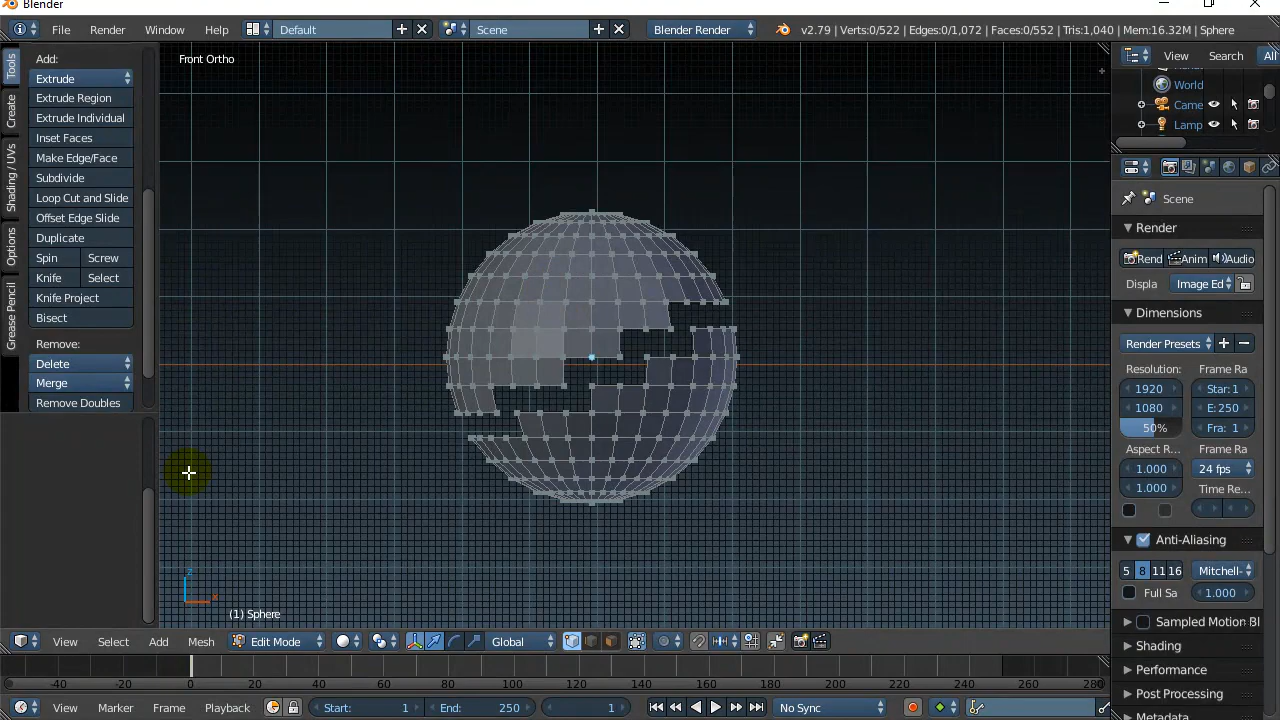 Blender
File Render Window Help Default Scene Blender Render v2.79 | Verts:0/522 | Edges:0/1,072 | Faces:0/552 | Tris:1,040 | Mem:16.32M | Sphere
Tools
Create
Shading / UVs
Options
Grease Pencil
Add:
Extrude
Extrude Region
Extrude Individual
Inset Faces
Make Edge/Face
Subdivide
Loop Cut and Slide
Offset Edge Slide
Duplicate
Spin Screw
Knife Select
Knife Project
Bisect
Remove:
Delete
Merge
Remove Doubles
Front Ortho
z
x
(1) Sphere
View Search All
World
Came
Lamp
Scene
Render
Rend Anim Audio
Displa Image Ed
Dimensions
Render Presets
Resolution: Frame Ra
1920 Star: 1
1080 E: 250
50% Fra: 1
Aspect R... Frame Ra
1.000 24 fps
1.000 Time Re...
Anti-Aliasing
5 8 11 16 Mitchell-
Full Sa 1.000
Sampled Motion Bl
Shading
Performance
Post Processing
Metadata
View Select Add Mesh Edit Mode Global
-40 -20 0 20 40 60 80 100 120 140 160 180 200 220 240 260 280
View Marker Frame Playback Start: 1 End: 250 1 No Sync